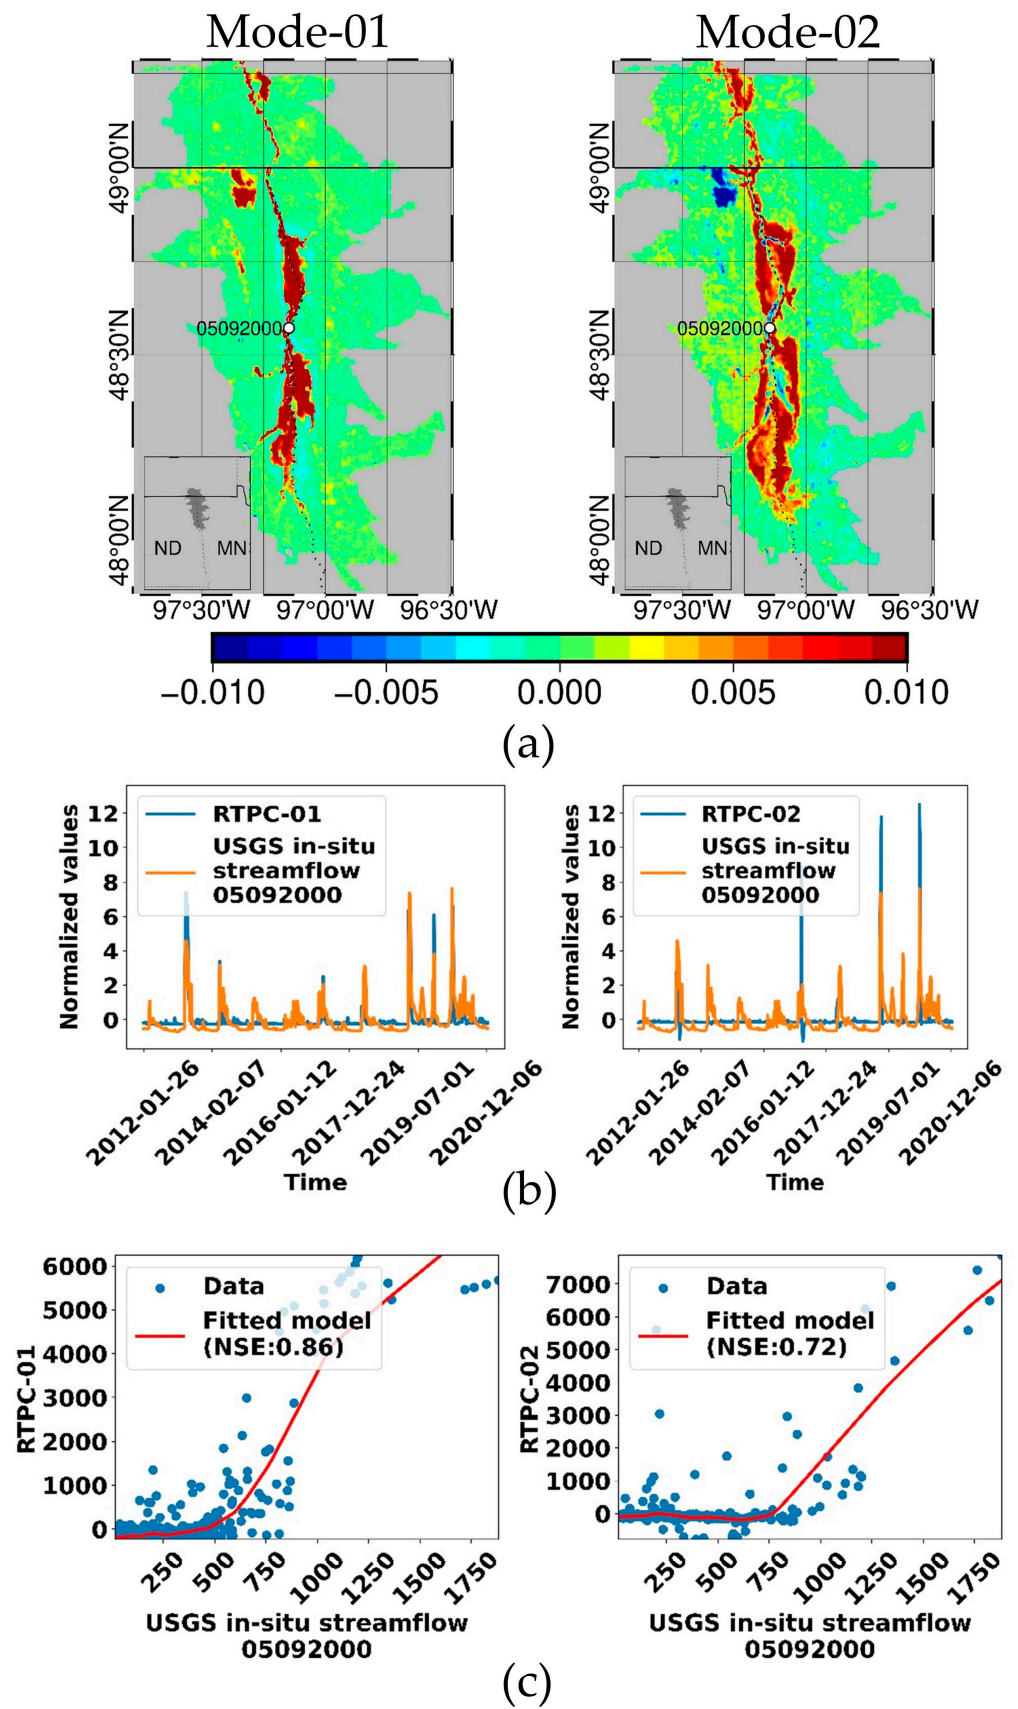 Mode-01
Mode-02
49°00'N
48°30'N
48°00'N
05092000
ND
MN
97°30'W
97°00'W
96°30'W
49°00'N
48°30'N
48°00'N
05092000
ND
MN
97°30'W
97°00'W
96°30'W
−0.010
−0.005
0.000
0.005
0.010
(a)
Normalized values
12
10
8
6
4
2
0
RTPC-01
USGS in-situ
streamflow
05092000
2012-01-26
2014-02-07
2016-01-12
2017-12-24
2019-07-01
2020-12-06
Time
Normalized values
12
10
8
6
4
2
0
RTPC-02
USGS in-situ
streamflow
05092000
2012-01-26
2014-02-07
2016-01-12
2017-12-24
2019-07-01
2020-12-06
Time
(b)
RTPC-01
6000
5000
4000
3000
2000
1000
0
Data
Fitted model
(NSE:0.86)
250
500
750
1000
1250
1500
1750
USGS in-situ streamflow
05092000
RTPC-02
7000
6000
5000
4000
3000
2000
1000
0
Data
Fitted model
(NSE:0.72)
250
500
750
1000
1250
1500
1750
USGS in-situ streamflow
05092000
(c)